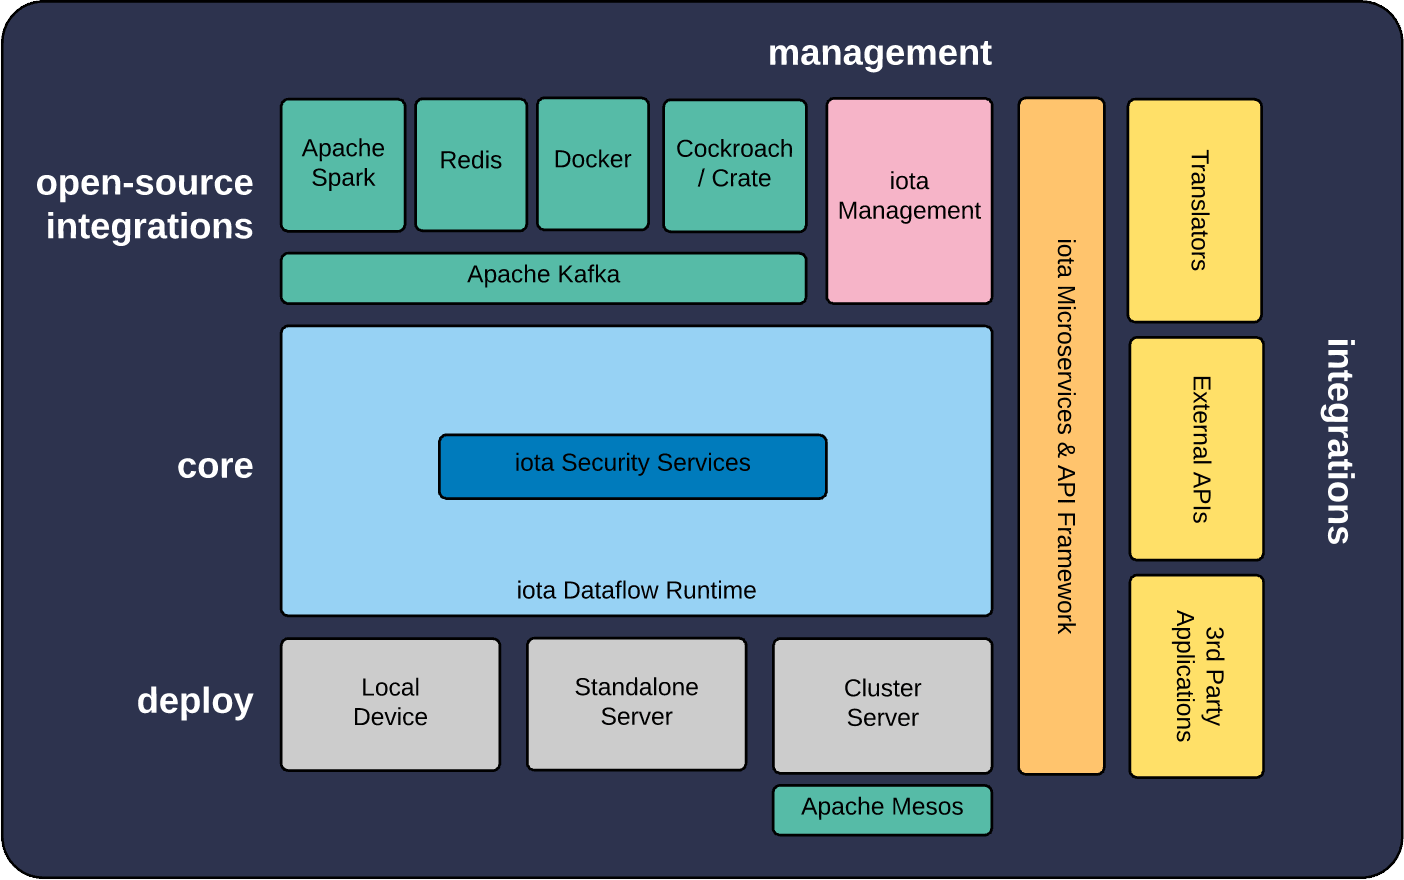 management
open-source
integrations
Apache
Spark
Redis
Docker
Cockroach
/ Crate
iota
Management
Apache Kafka
core
iota Security Services
iota Dataflow Runtime
deploy
Local
Device
Standalone
Server
Cluster
Server
Apache Mesos
iota Microservices & API Framework
Translators
External APIs
3rd Party
Applications
integrations